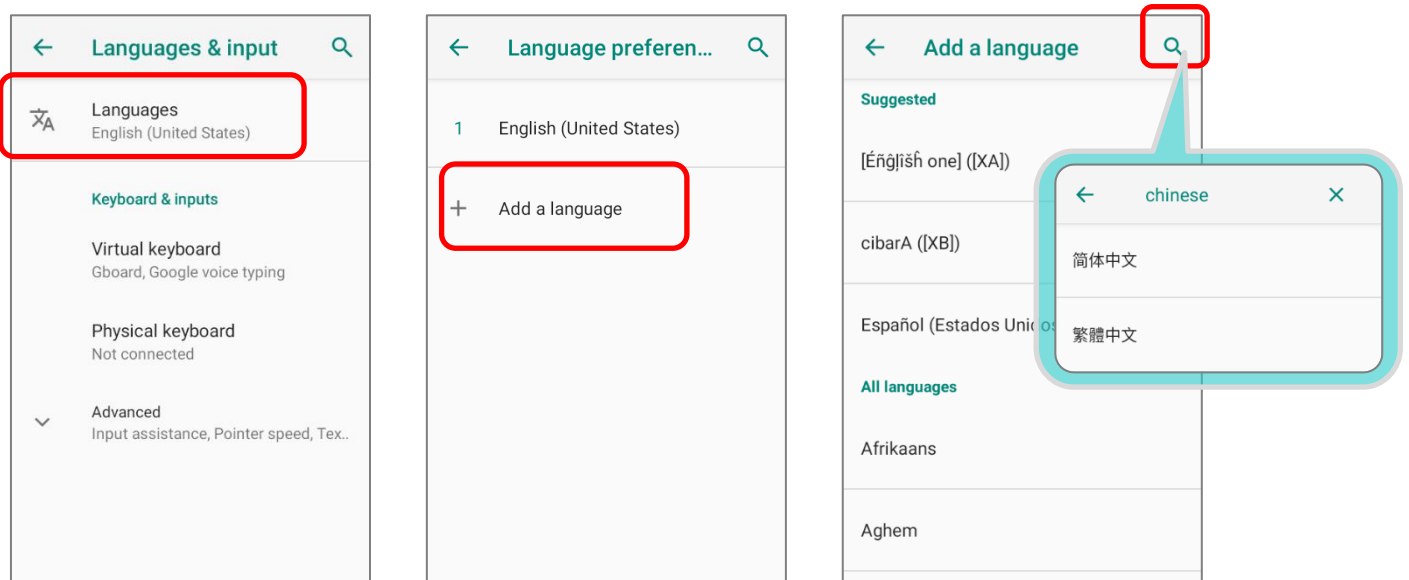 Languages & input
Languages
English (United States)
Keyboard & inputs
Virtual keyboard
Gboard, Google voice typing
Physical keyboard
Not connected
Advanced
Input assistance, Pointer speed, Tex..
Language preferen...
1 English (United States)
Add a language
Add a language
Suggested
[Éñĝļîšĥ one] ([XA])
cibarA ([XB])
Español (Estados Unidos
All languages
Afrikaans
Aghem
chinese
简体中文
繁體中文